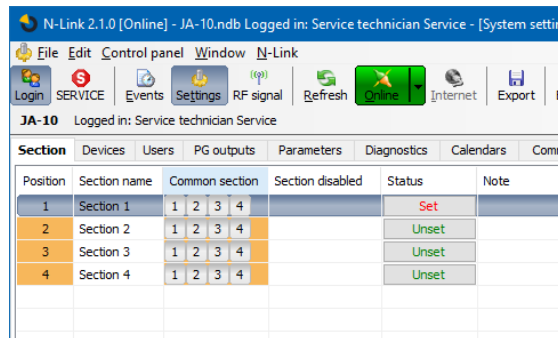 N-Link 2.1.0 [Online] - JA-10.ndb Logged in: Service technician Service - [System settin
File Edit Control panel Window N-Link
Login SERVICE Events Settings RF signal Refresh Online Internet Export
JA-10 Logged in: Service technician Service
Section Devices Users PG outputs Parameters Diagnostics Calendars Com
Position Section name Common section Section disabled Status Note
1 Section 1 1 2 3 4 Set
2 Section 2 1 2 3 4 Unset
3 Section 3 1 2 3 4 Unset
4 Section 4 1 2 3 4 Unset